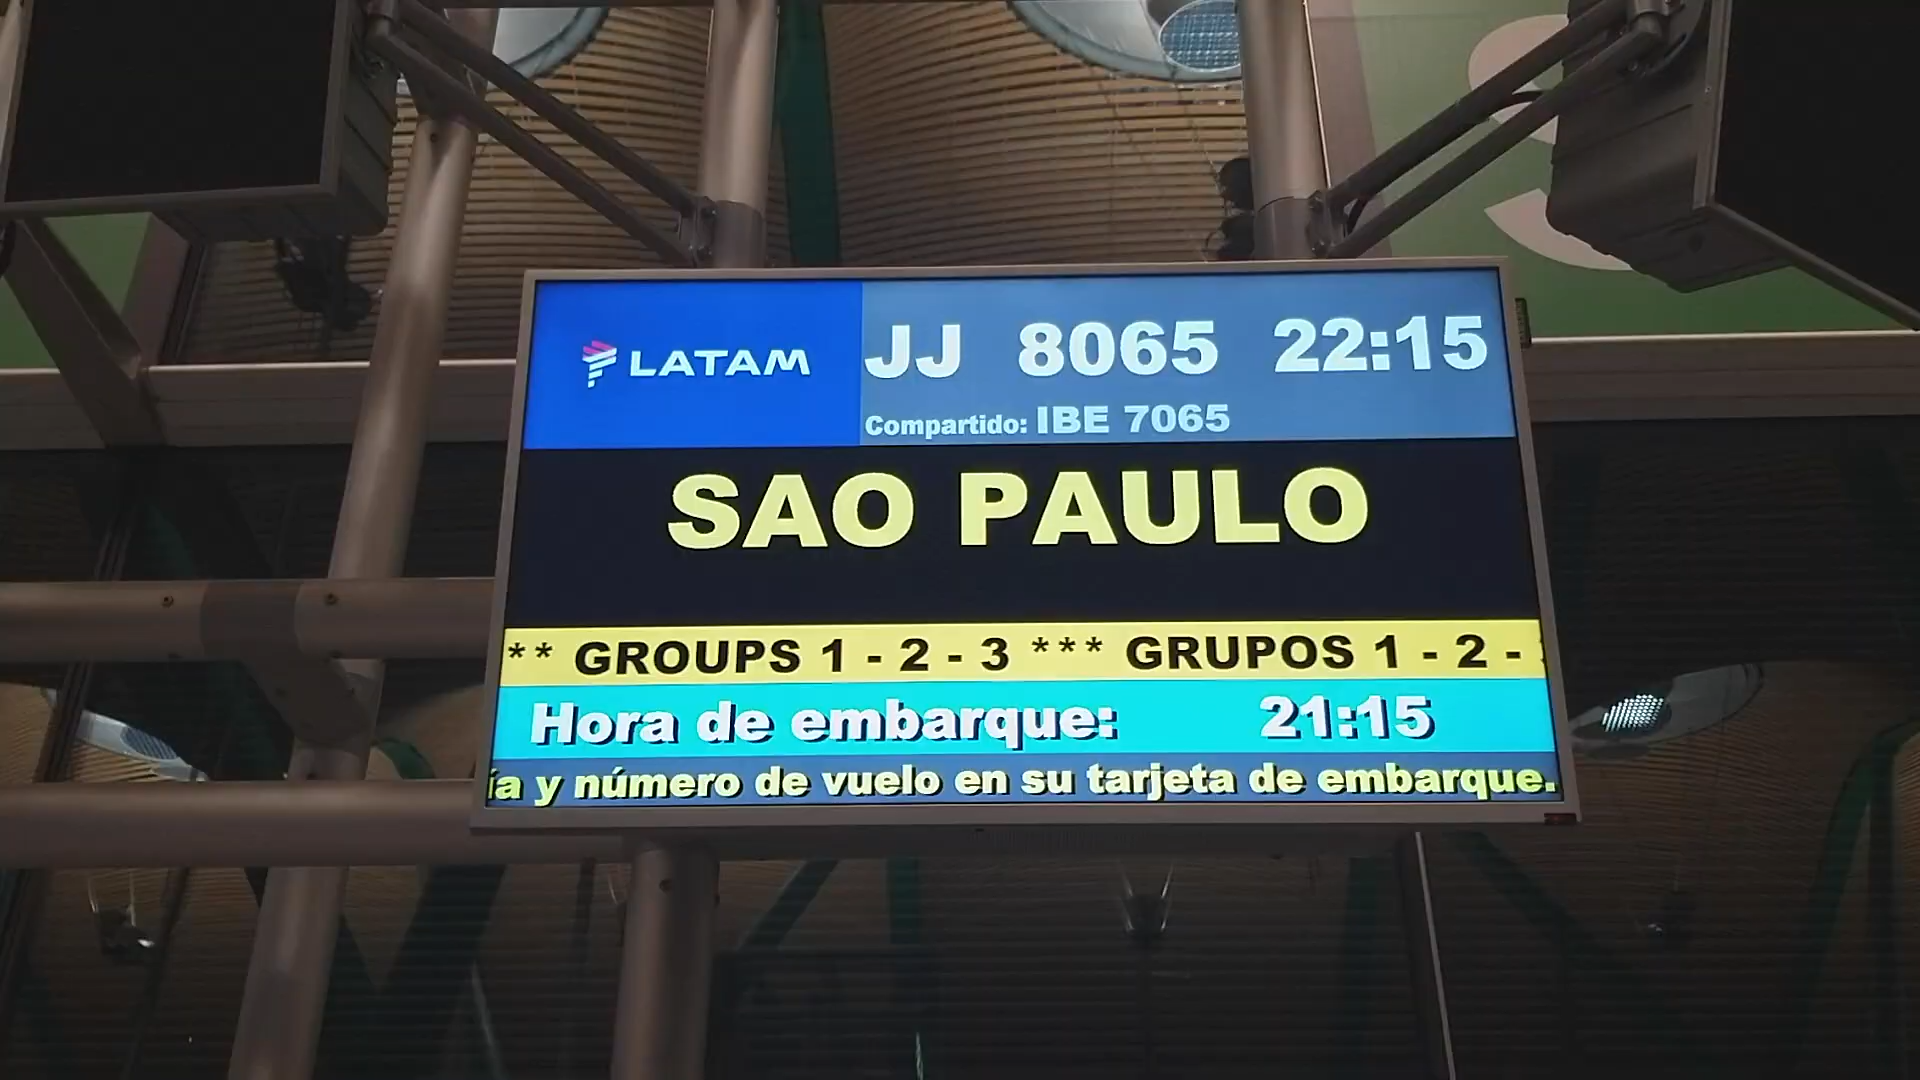 LATAM
JJ 8065 22:15
Compartido: IBE 7065
SAO PAULO
** GROUPS 1 - 2 - 3 *** GRUPOS 1 - 2 -
Hora de embarque: 21:15
ía y número de vuelo en su tarjeta de embarque.